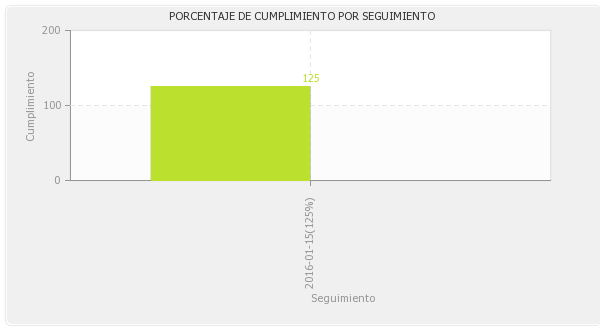 PORCENTAJE DE CUMPLIMIENTO POR SEGUIMIENTO
200
125
Cumplimiento
100
0
2016-01-15(125%)
Seguimiento